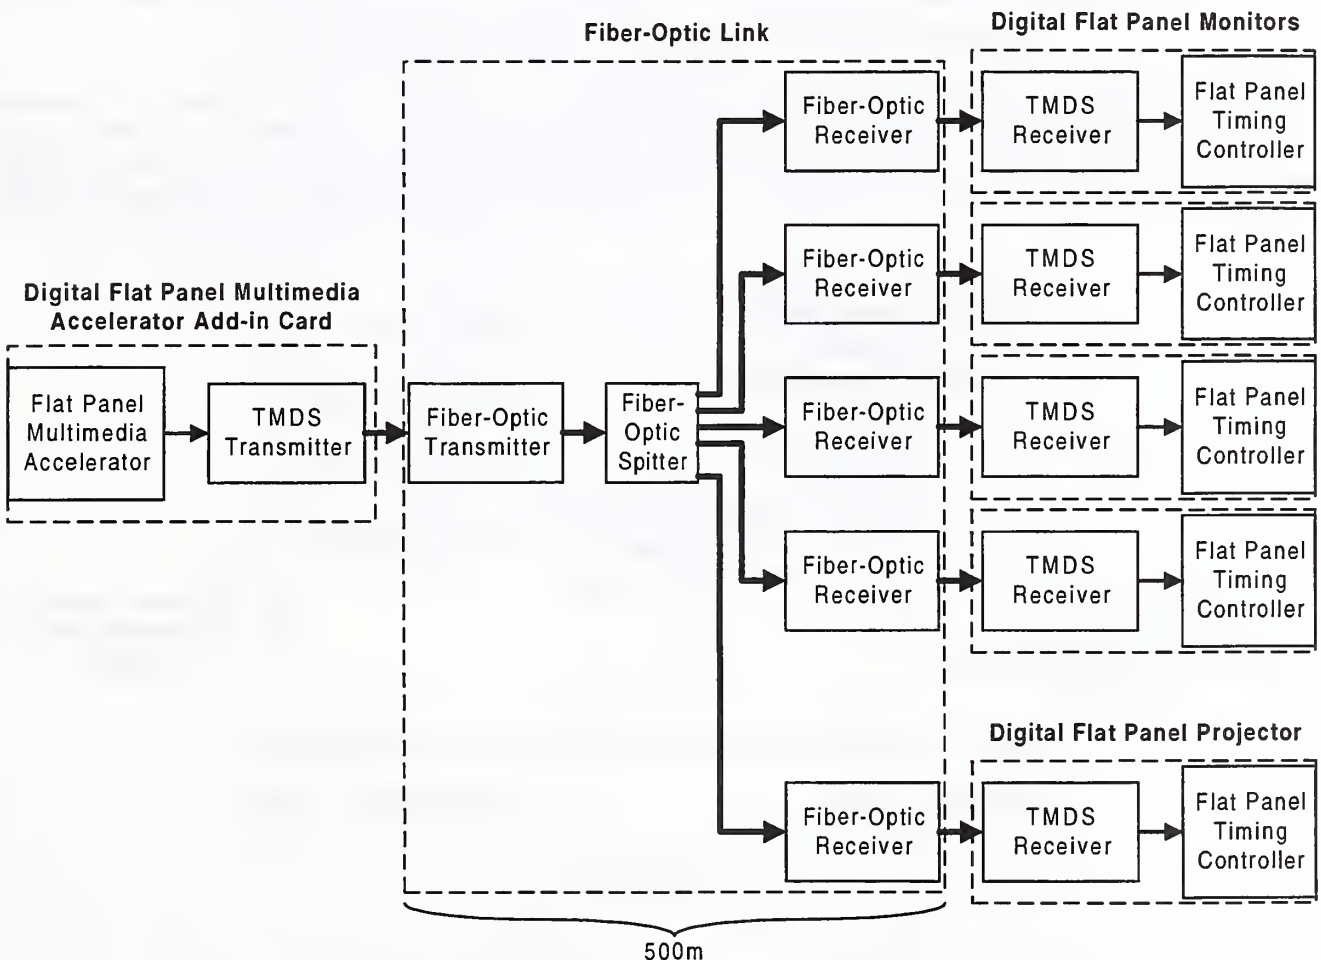 Fiber-Optic Link
Digital Flat Panel Monitors
Fiber-Optic
Receiver
TMDS
Receiver
Flat Panel
Timing
Controller
Fiber-Optic
Receiver
TMDS
Receiver
Flat Panel
Timing
Controller
Digital Flat Panel Multimedia
Accelerator Add-in Card
Flat Panel
Multimedia
Accelerator
TMDS
Transmitter
Fiber-Optic
Transmitter
Fiber-
Optic
Spitter
Fiber-Optic
Receiver
TMDS
Receiver
Flat Panel
Timing
Controller
Fiber-Optic
Receiver
TMDS
Receiver
Flat Panel
Timing
Controller
Digital Flat Panel Projector
Fiber-Optic
Receiver
TMDS
Receiver
Flat Panel
Timing
Controller
500m